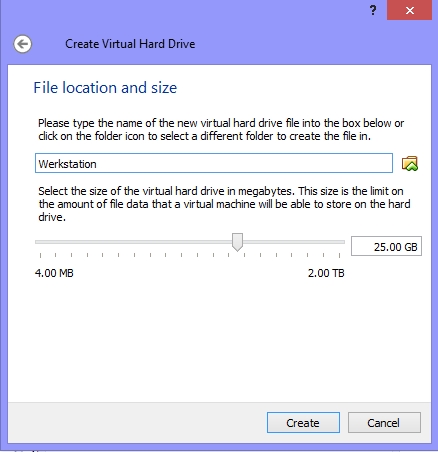 ?
Create Virtual Hard Drive
File location and size
Please type the name of the new virtual hard drive file into the box below or
click on the folder icon to select a different folder to create the file in.
Werkstation
Select the size of the virtual hard drive in megabytes. This size is the limit on
the amount of file data that a virtual machine will be able to store on the hard
drive.
25.00 GB
4.00 MB 2.00 TB
Create Cancel